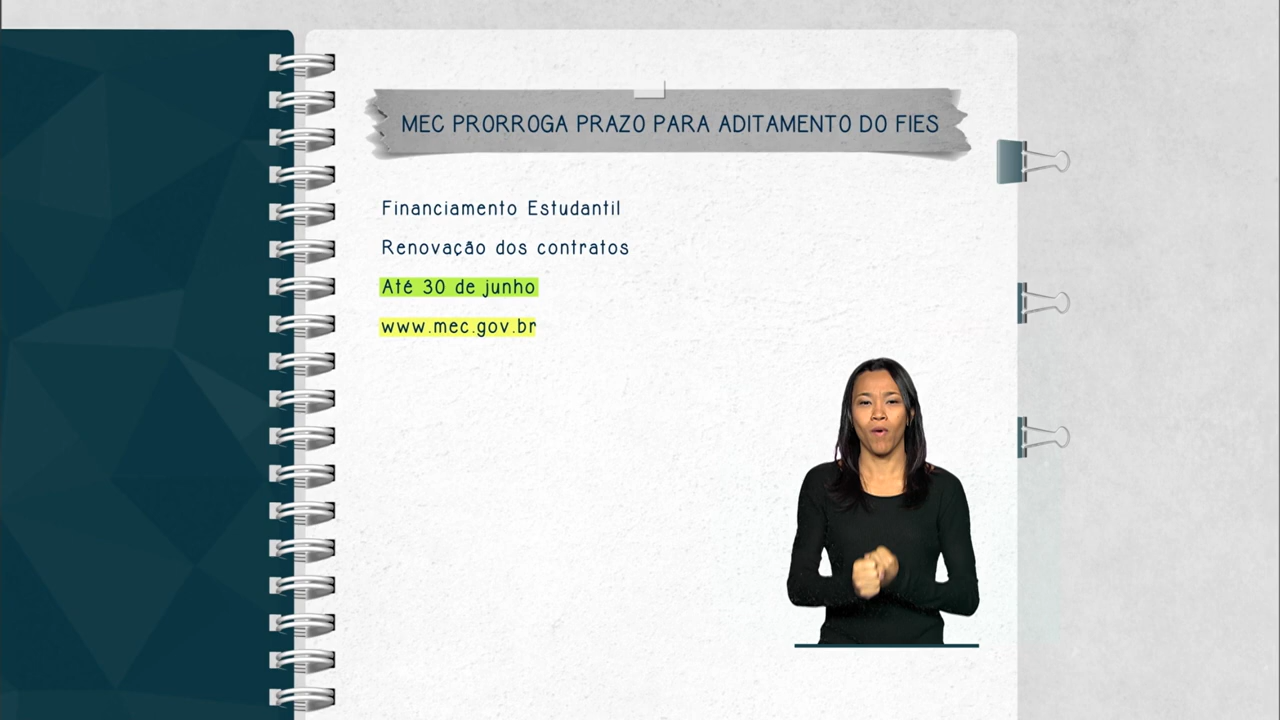 MEC PRORROGA PRAZO PARA ADITAMENTO DO FIES
Financiamento Estudantil
Renovação dos contratos
Até 30 de junho
www.mec.gov.br